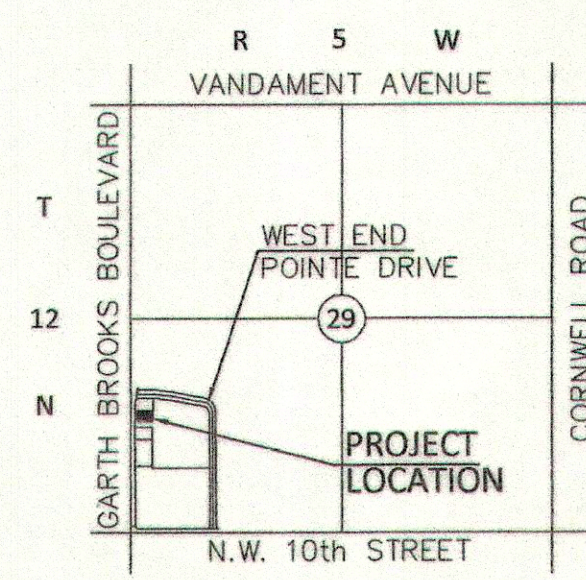 R 5 W
VANDAMENT AVENUE
T
12
N
GARTH BROOKS BOULEVARD
WEST END
POINTE DRIVE
29
CORNWELL ROAD
PROJECT
LOCATION
N.W. 10th STREET